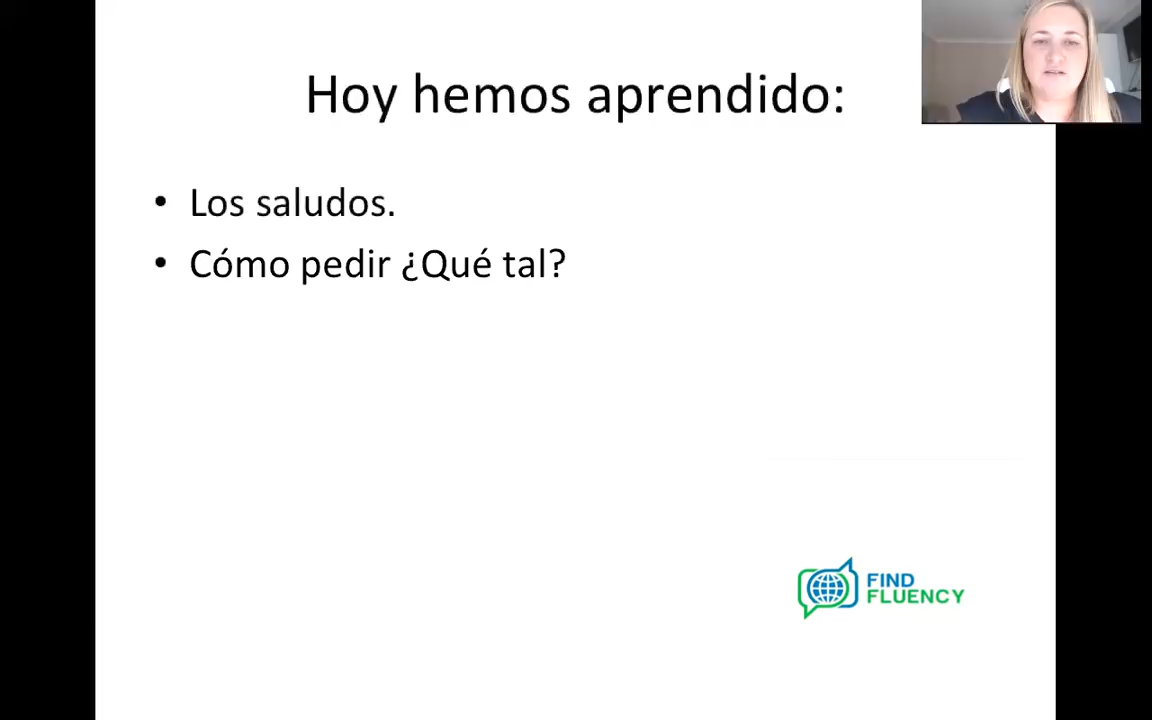 Hoy hemos aprendido:
• Los saludos.
• Cómo pedir ¿Qué tal?
FIND
FLUENCY